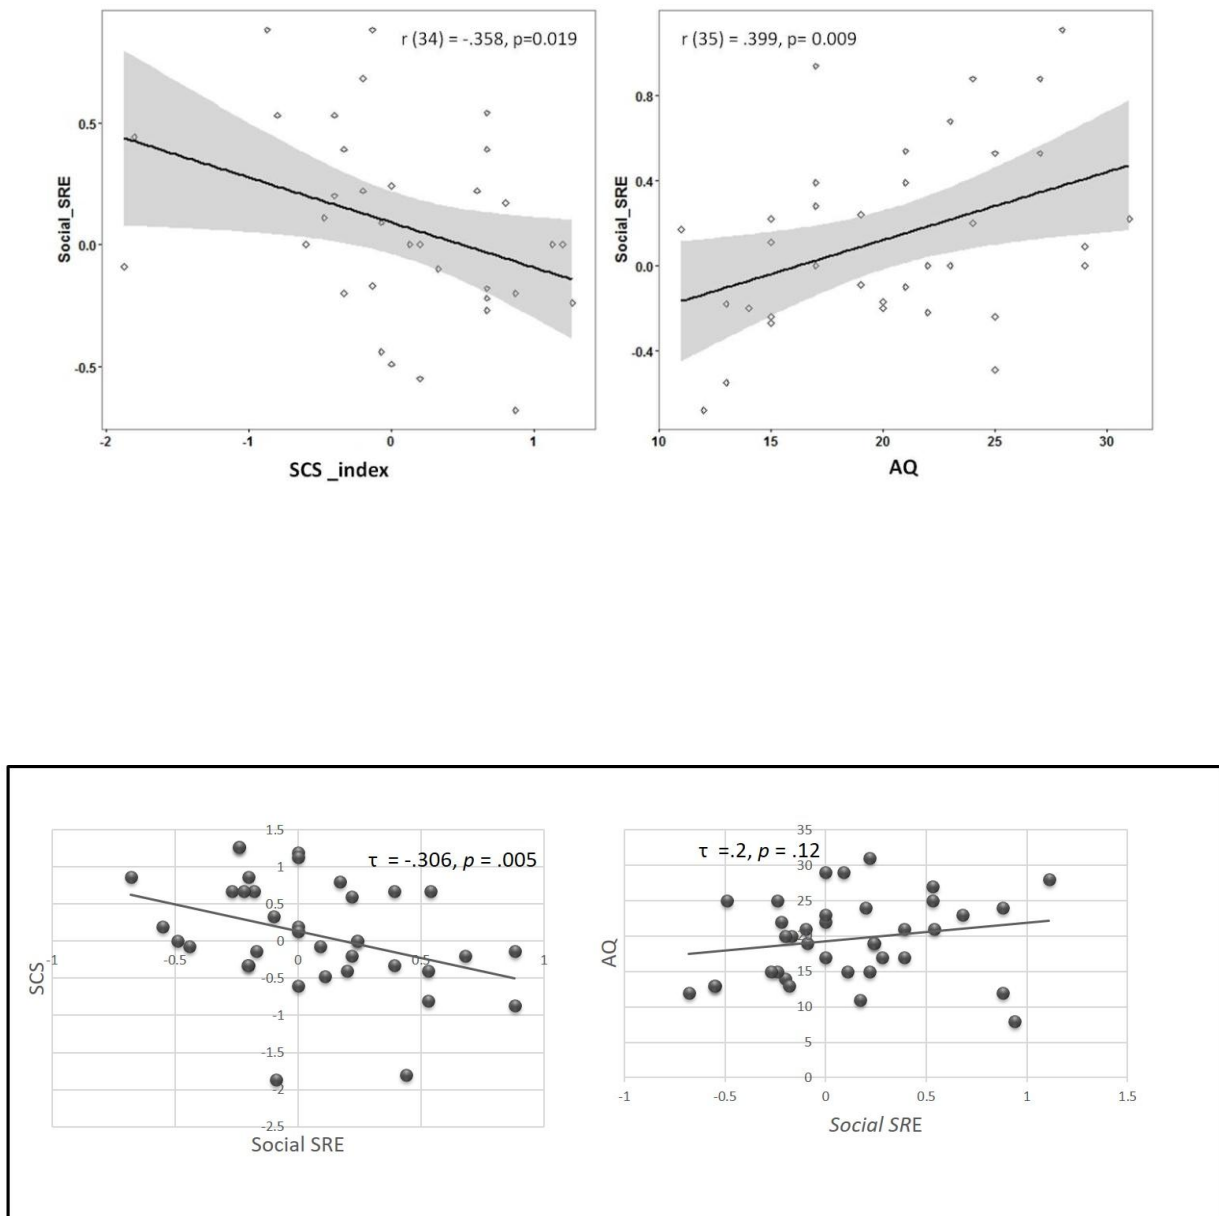 r (34) = -.358, p=0.019
0.5
0.0
-0.5
Social_SRE
-2 -1 0 1
SCS _index
r (35) = .399, p= 0.009
0.8
0.4
0.0
-0.4
Social_SRE
10 15 20 25 30
AQ
τ = -.306, p = .005
1.5
1
0.5
0
-0.5
-1
-1.5
-2
-2.5
-1 -0.5 0.5 1
SCS
Social SRE
τ =.2, p = .12
35
30
25
20
15
10
5
0
-1 -0.5 0 0.5 1 1.5
AQ
Social SRE